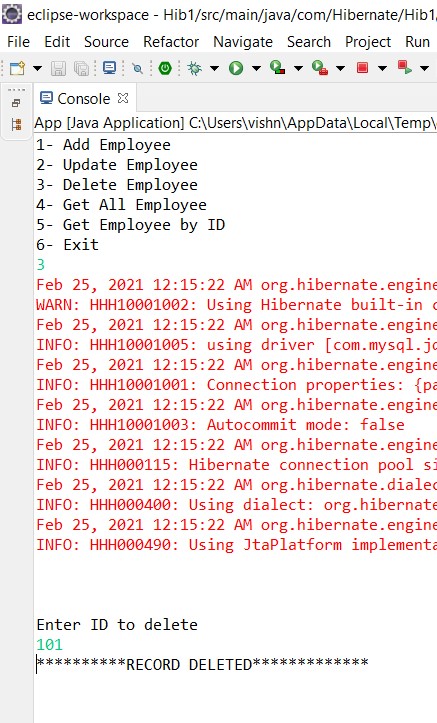 eclipse-workspace - Hib1/src/main/java/com/Hibernate/Hib1
File Edit Source Refactor Navigate Search Project Run
Console
App [Java Application] C:\Users\vishn\AppData\Local\Temp\
1- Add Employee
2- Update Employee
3- Delete Employee
4- Get All Employee
5- Get Employee by ID
6- Exit
3
Feb 25, 2021 12:15:22 AM org.hibernate.engine
WARN: HHH10001002: Using Hibernate built-in c
Feb 25, 2021 12:15:22 AM org.hibernate.engine
INFO: HHH10001005: using driver [com.mysql.jd
Feb 25, 2021 12:15:22 AM org.hibernate.engine
INFO: HHH10001001: Connection properties: {pa
Feb 25, 2021 12:15:22 AM org.hibernate.engine
INFO: HHH10001003: Autocommit mode: false
Feb 25, 2021 12:15:22 AM org.hibernate.engine
INFO: HHH000115: Hibernate connection pool si
Feb 25, 2021 12:15:22 AM org.hibernate.dialec
INFO: HHH000400: Using dialect: org.hibernate
Feb 25, 2021 12:15:22 AM org.hibernate.engine
INFO: HHH000490: Using JtaPlatform implementa
Enter ID to delete
101
**********RECORD DELETED*************